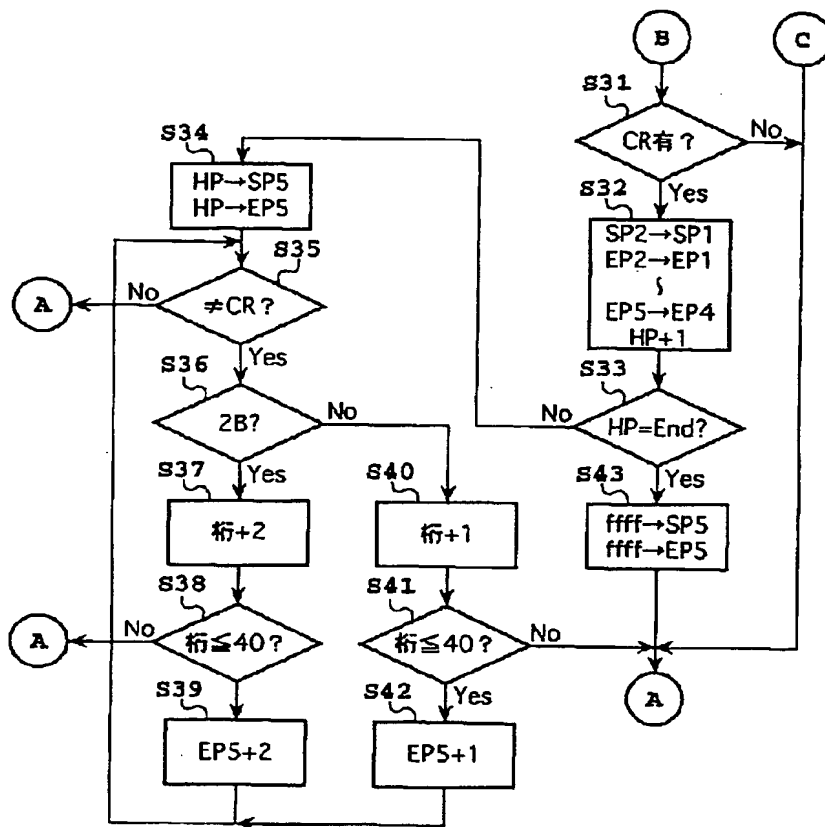 B
C
S31
CR有?
No
Yes
S32
SP2→SP1
EP2→EP1
∫
EP5→EP4
HP+1
S33
HP=End?
No
Yes
S43
ffff→SP5
ffff→EP5
A
S34
HP→SP5
HP→EP5
S35
≠CR?
No
A
Yes
S36
2B?
No
Yes
S37
桁+2
S38
桁≦40?
No
A
S39
EP5+2
S40
桁+1
S41
桁≦40?
No
Yes
S42
EP5+1